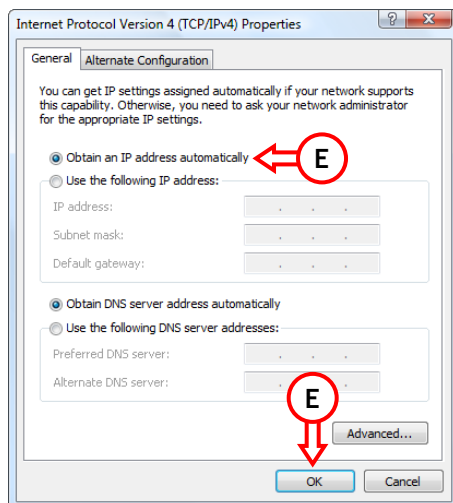 Internet Protocol Version 4 (TCP/IPv4) Properties
General
Alternate Configuration
You can get IP settings assigned automatically if your network supports
this capability. Otherwise, you need to ask your network administrator
for the appropriate IP settings.
Obtain an IP address automatically
E
Use the following IP address:
IP address:
Subnet mask:
Default gateway:
Obtain DNS server address automatically
Use the following DNS server addresses:
Preferred DNS server:
Alternate DNS server:
E
Advanced...
OK
Cancel